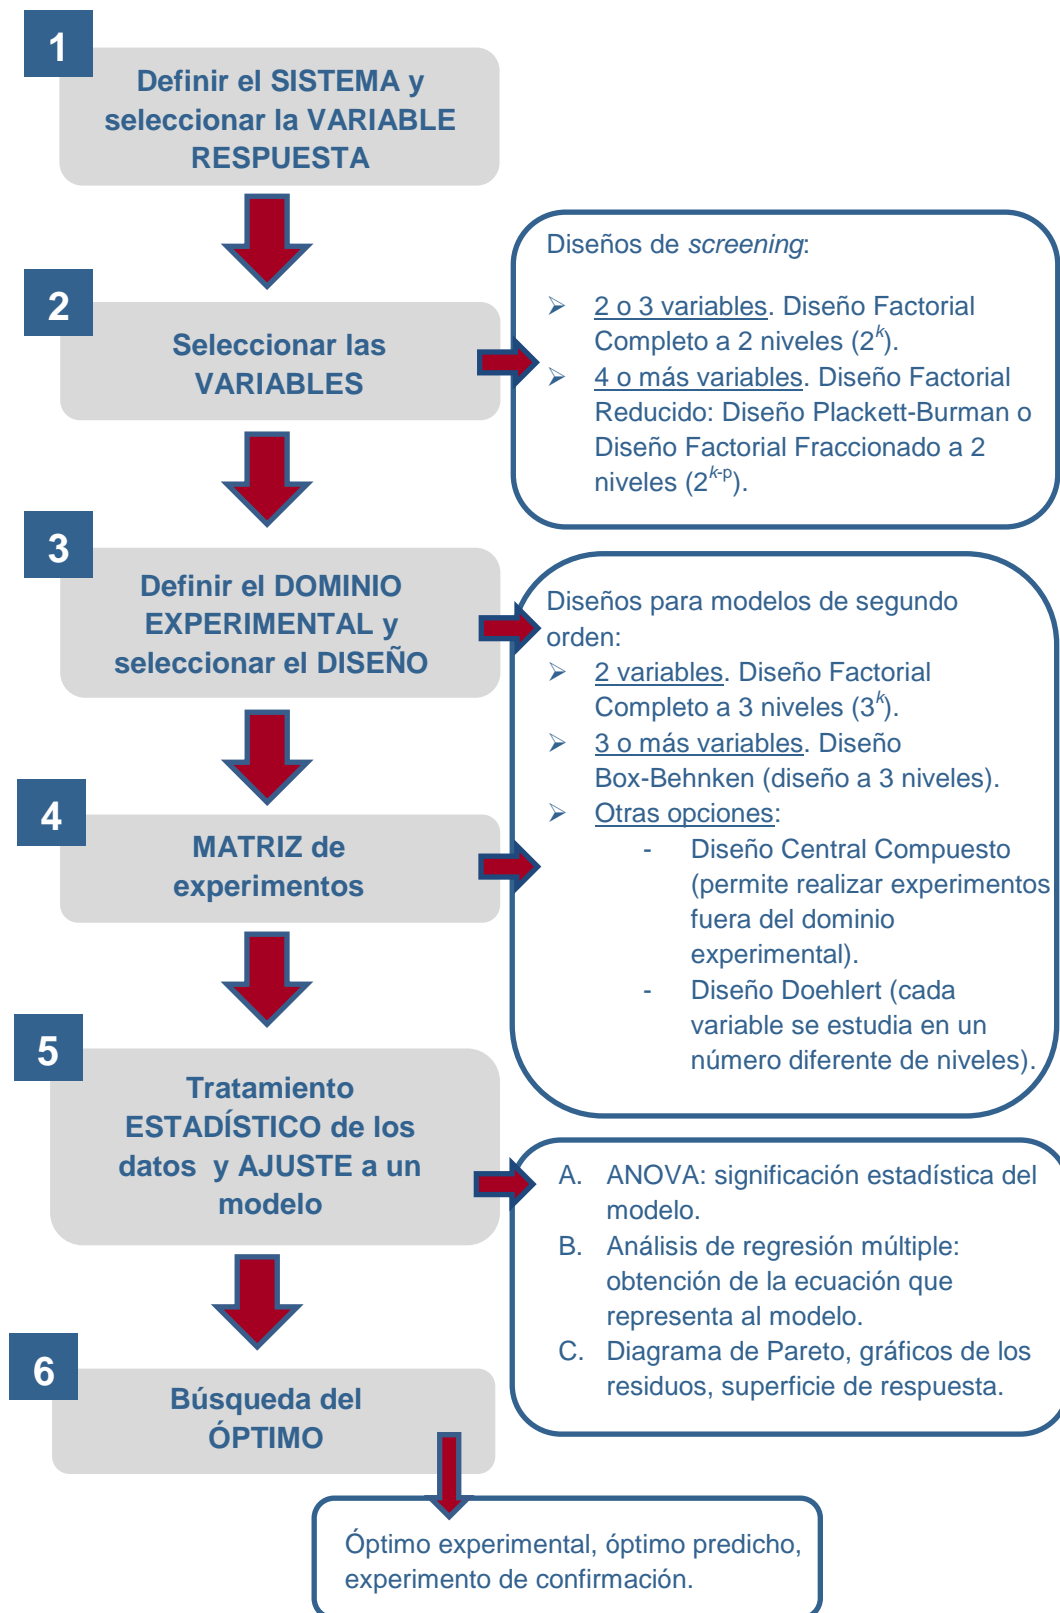 1
Definir el SISTEMA y
seleccionar la VARIABLE
RESPUESTA
2
Seleccionar las
VARIABLES
Diseños de screening:
➢ 2 o 3 variables. Diseño Factorial
Completo a 2 niveles (2^k).
➢ 4 o más variables. Diseño Factorial
Reducido: Diseño Plackett-Burman o
Diseño Factorial Fraccionado a 2
niveles (2^k-p).
3
Definir el DOMINIO
EXPERIMENTAL y
seleccionar el DISEÑO
4
MATRIZ de
experimentos
Diseños para modelos de segundo
orden:
➢ 2 variables. Diseño Factorial
Completo a 3 niveles (3^k).
➢ 3 o más variables. Diseño
Box-Behnken (diseño a 3 niveles).
➢ Otras opciones:
- Diseño Central Compuesto
(permite realizar experimentos
fuera del dominio
experimental).
- Diseño Doehlert (cada
variable se estudia en un
número diferente de niveles).
5
Tratamiento
ESTADÍSTICO de los
datos y AJUSTE a un
modelo
A. ANOVA: significación estadística del
modelo.
B. Análisis de regresión múltiple:
obtención de la ecuación que
representa al modelo.
C. Diagrama de Pareto, gráficos de los
residuos, superficie de respuesta.
6
Búsqueda del
ÓPTIMO
Óptimo experimental, óptimo predicho,
experimento de confirmación.